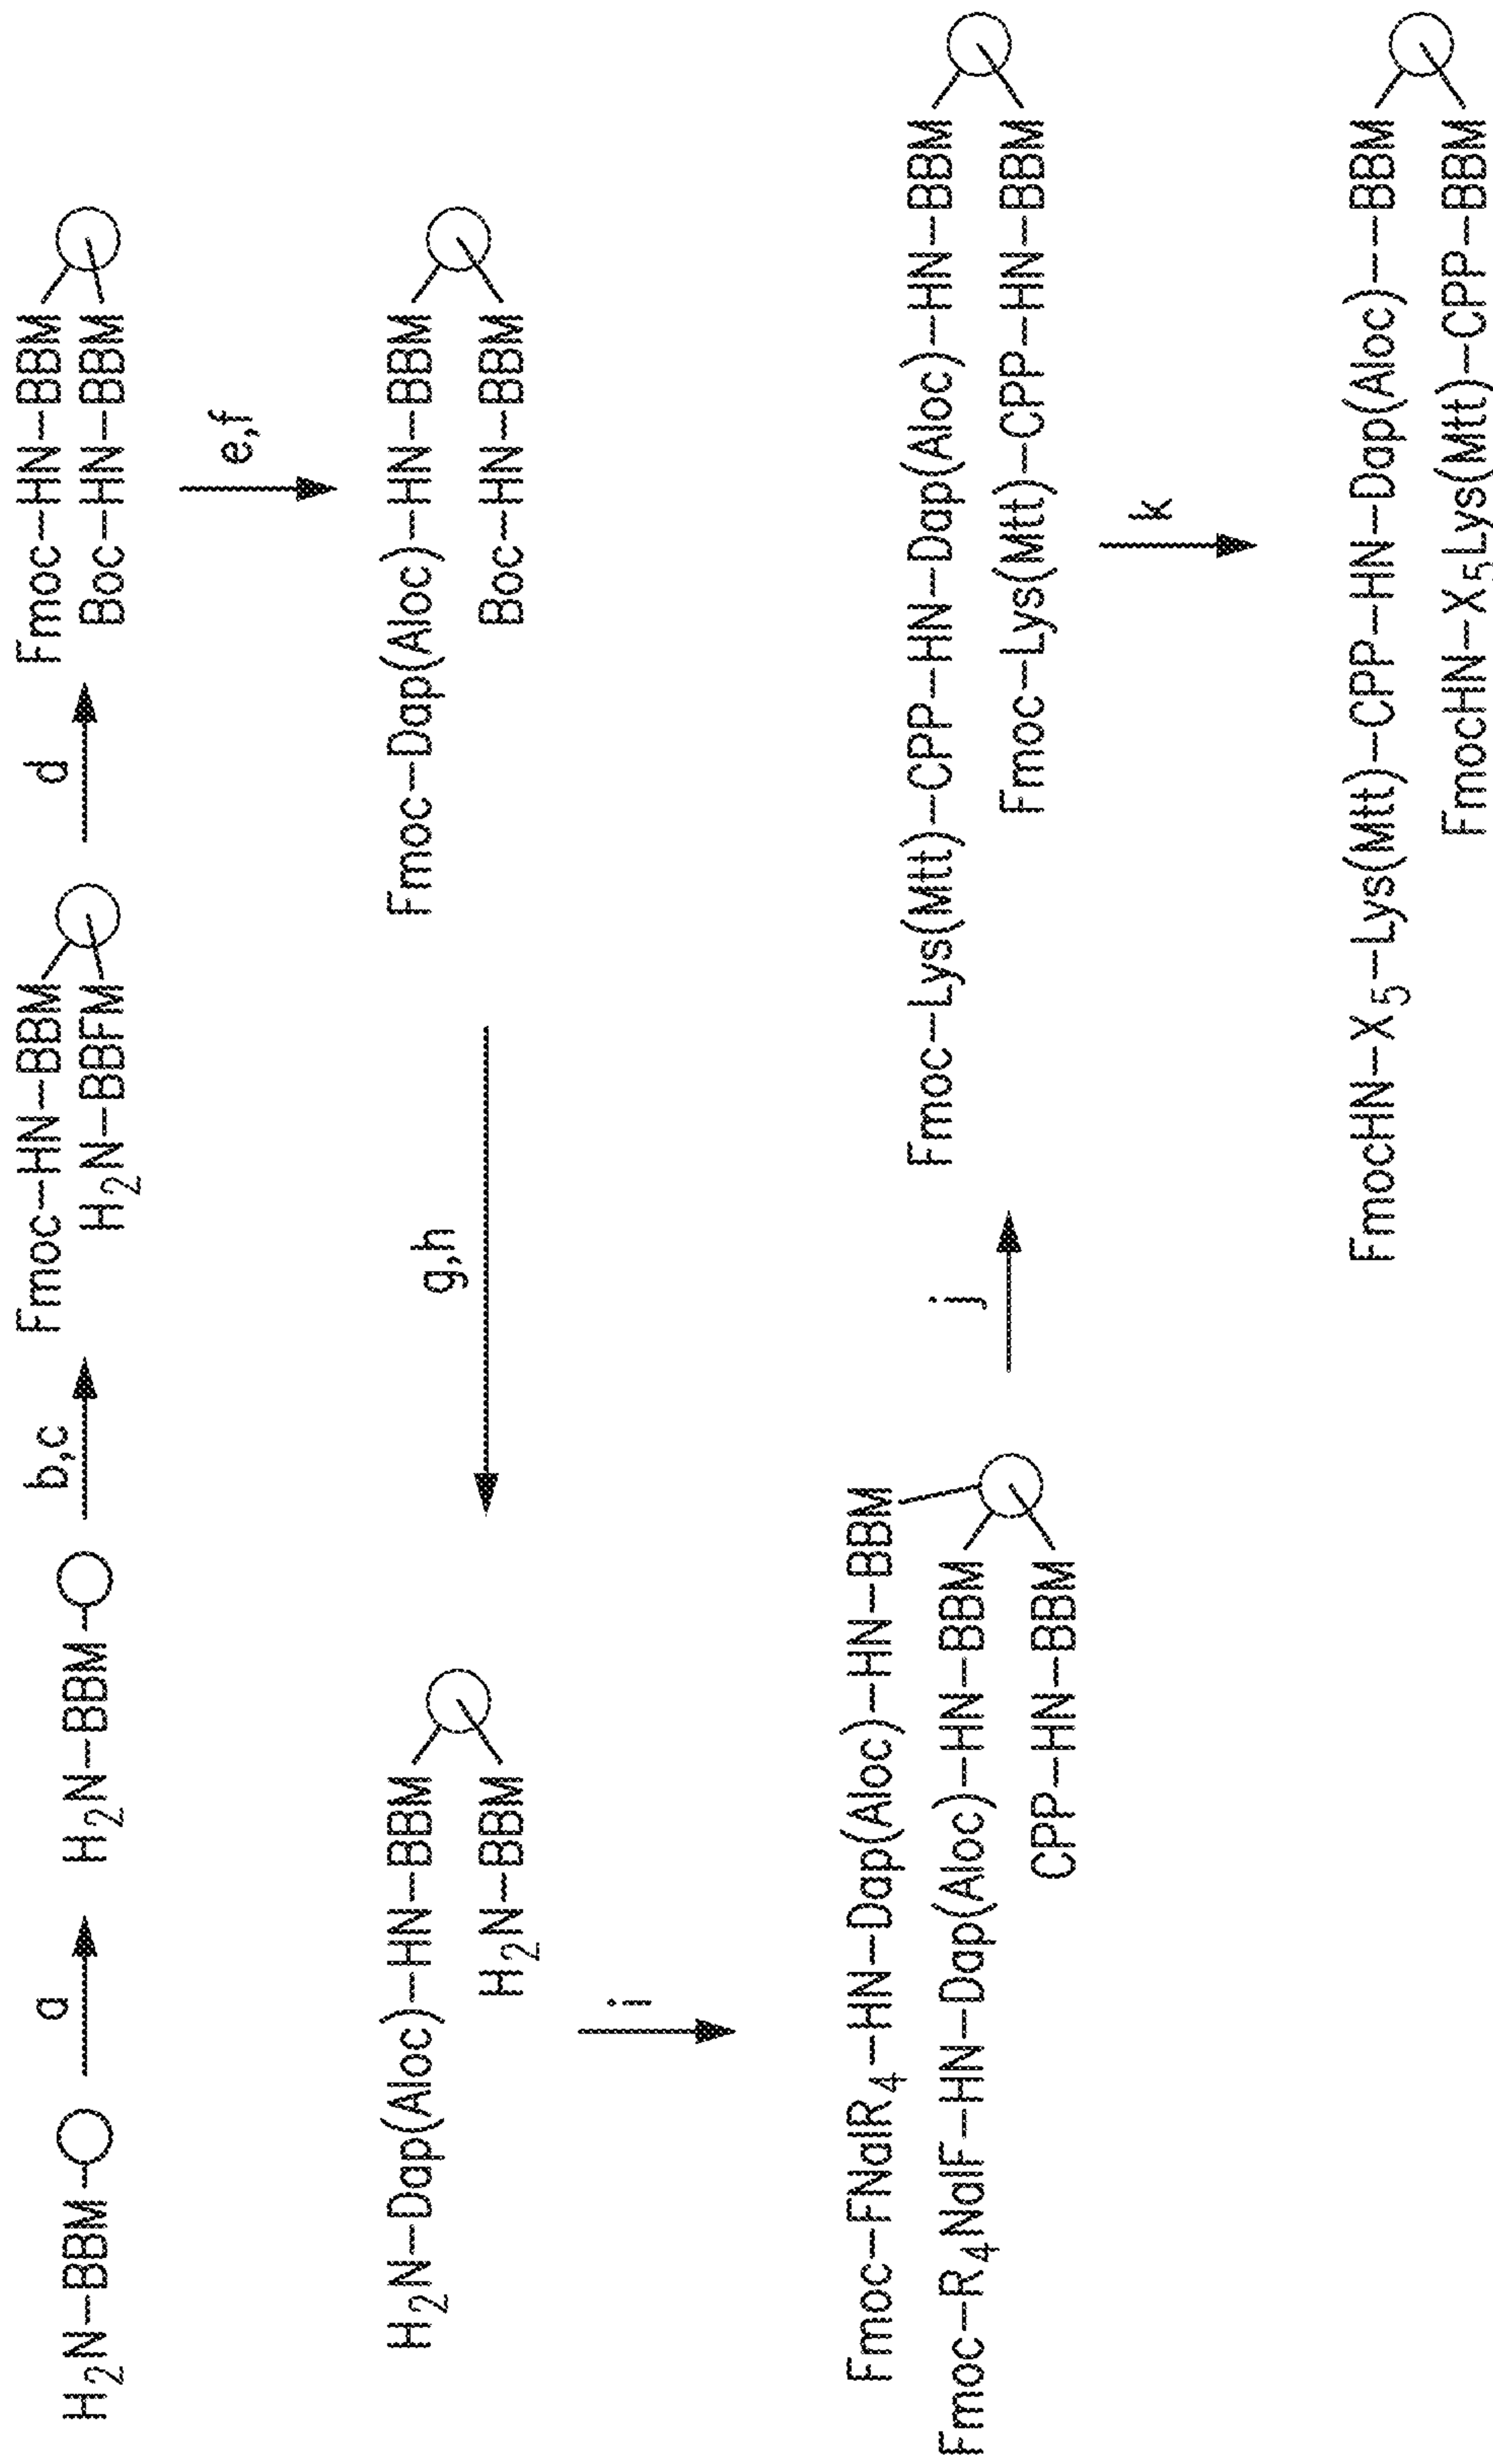 H2N–BBM
a
H2N–BBM
b,c
Fmoc–HN–BBM
H2N–BBFM
d
Fmoc–HN–BBM
Boc–HN–BBM
e,f
Fmoc–Dap(Aloc)–HN–BBM
Boc–HN–BBM
g,h
H2N–Dap(Aloc)–HN–BBM
H2N–BBM
i
Fmoc–FNalR4–HN–Dap(Aloc)–HN–BBM
Fmoc–R4NalF–HN–Dap(Aloc)–HN–BBM
CPP–HN–BBM
j
Fmoc–Lys(Mtt)–CPP–HN–Dap(Aloc)–HN–BBM
Fmoc–Lys(Mtt)–CPP–HN–BBM
k
FmocHN–X5–Lys(Mtt)–CPP–HN–Dap(Aloc)––BBM
FmocHN–X5Lys(Mtt)–CPP–BBM